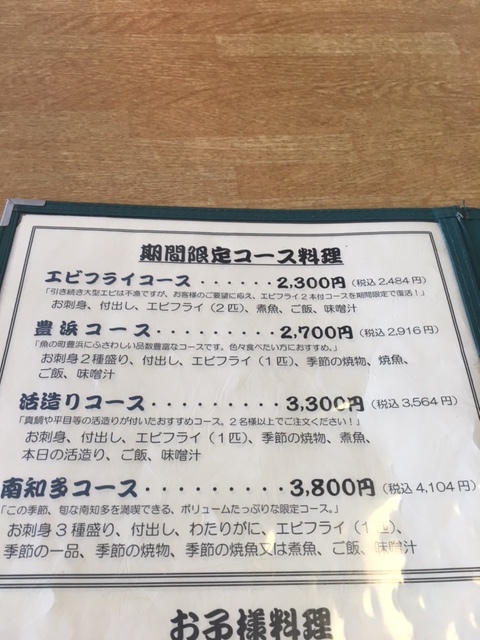 期間限定コース料理
エビフライコース ・・・・・・・2,300円(税込2,484円)
「引き続き大型エビは不漁ですが、お客様のご要望に応え、エビフライ2本付コースを期間限定で復活！」
お刺身、付出し、エビフライ（2匹）、煮魚、ご飯、味噌汁
豊浜コース・・・・・・・・・・2,700円(税込2,916円)
「魚の町豊浜にふさわしい品数豊富なコースです。色々食べたい方におすすめ。」
お刺身2種盛り、付出し、エビフライ（1匹）、季節の焼物、焼魚、
ご飯、味噌汁
活造りコース・・・・・・・・・3,300円(税込3,564円)
「真鯛や平目等の活造りが付いたおすすめコース。2名様以上でご注文ください！」
お刺身、付出し、エビフライ（1匹）、季節の焼物、煮魚、
本日の活造り、ご飯、味噌汁
南知多コース・・・・・・・・・3,800円(税込4,104円)
「この季節、旬な南知多を満喫できる、ボリュームたっぷりな限定コース。」
お刺身3種盛り、付出し、わたりがに、エビフライ（1匹）、
季節の一品、季節の焼物、季節の焼魚又は煮魚、ご飯、味噌汁
お子様料理